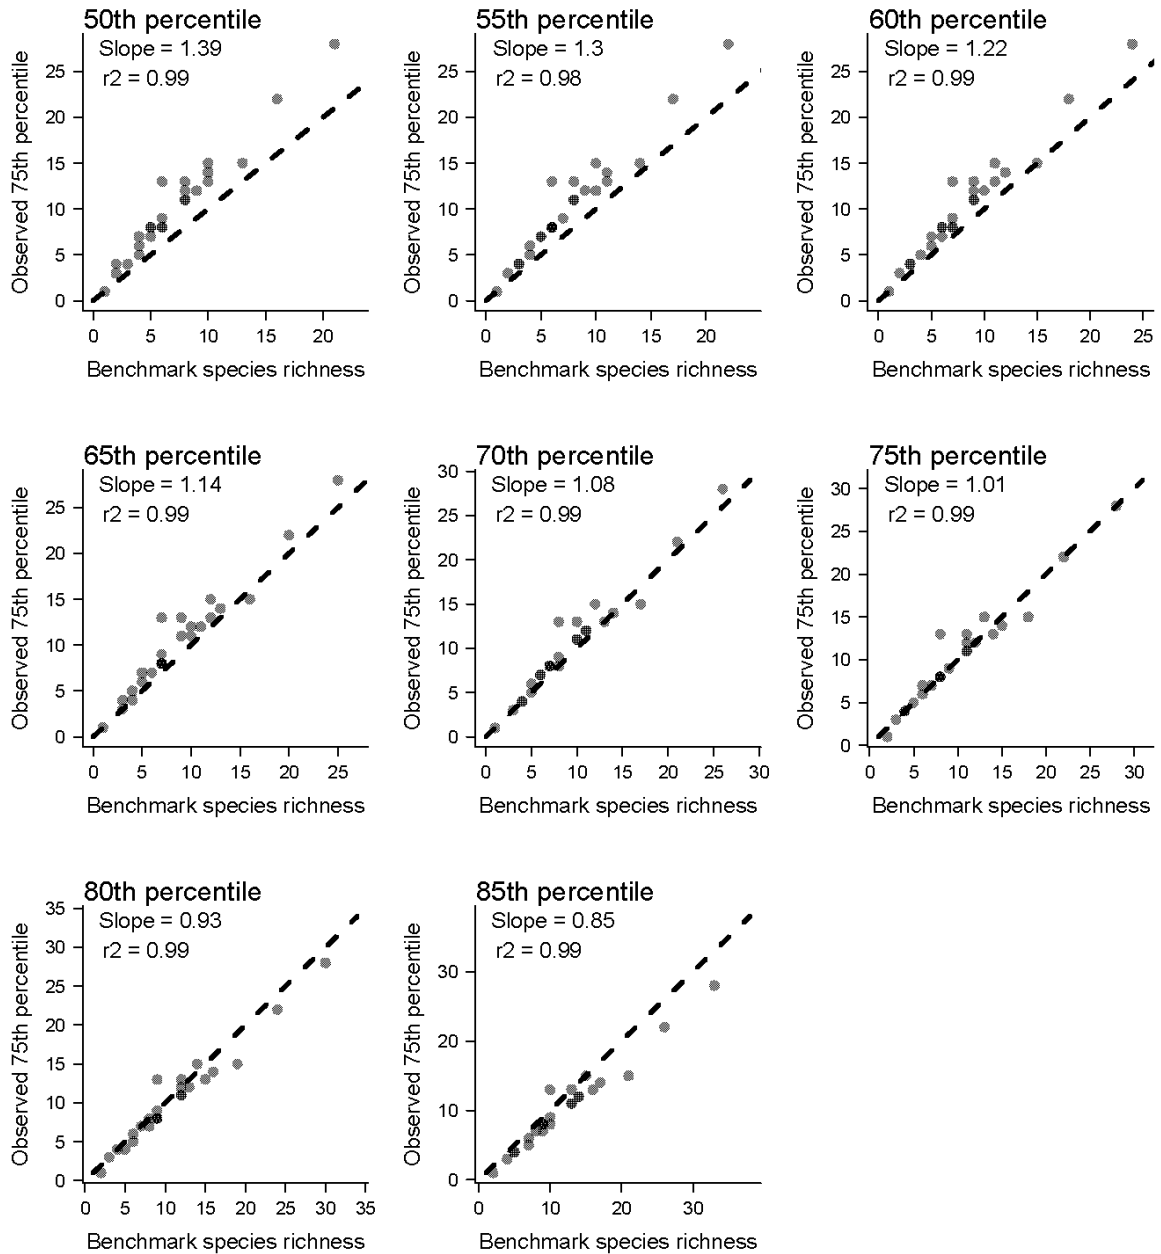 50th percentile
Slope = 1.39
r2 = 0.99
Observed 75th percentile
25
20
15
10
5
0
0 5 10 15 20
Benchmark species richness
55th percentile
Slope = 1.3
r2 = 0.98
Observed 75th percentile
25
20
15
10
5
0
0 5 10 15 20
Benchmark species richness
60th percentile
Slope = 1.22
r2 = 0.99
Observed 75th percentile
25
20
15
10
5
0
0 5 10 15 20 25
Benchmark species richness
65th percentile
Slope = 1.14
r2 = 0.99
Observed 75th percentile
25
20
15
10
5
0
0 5 10 15 20 25
Benchmark species richness
70th percentile
Slope = 1.08
r2 = 0.99
Observed 75th percentile
30
25
20
15
10
5
0
0 5 10 15 20 25 30
Benchmark species richness
75th percentile
Slope = 1.01
r2 = 0.99
Observed 75th percentile
30
25
20
15
10
5
0
0 5 10 15 20 25 30
Benchmark species richness
80th percentile
Slope = 0.93
r2 = 0.99
Observed 75th percentile
35
30
25
20
15
10
5
0
0 5 10 15 20 25 30 35
Benchmark species richness
85th percentile
Slope = 0.85
r2 = 0.99
Observed 75th percentile
30
20
10
0
0 10 20 30
Benchmark species richness